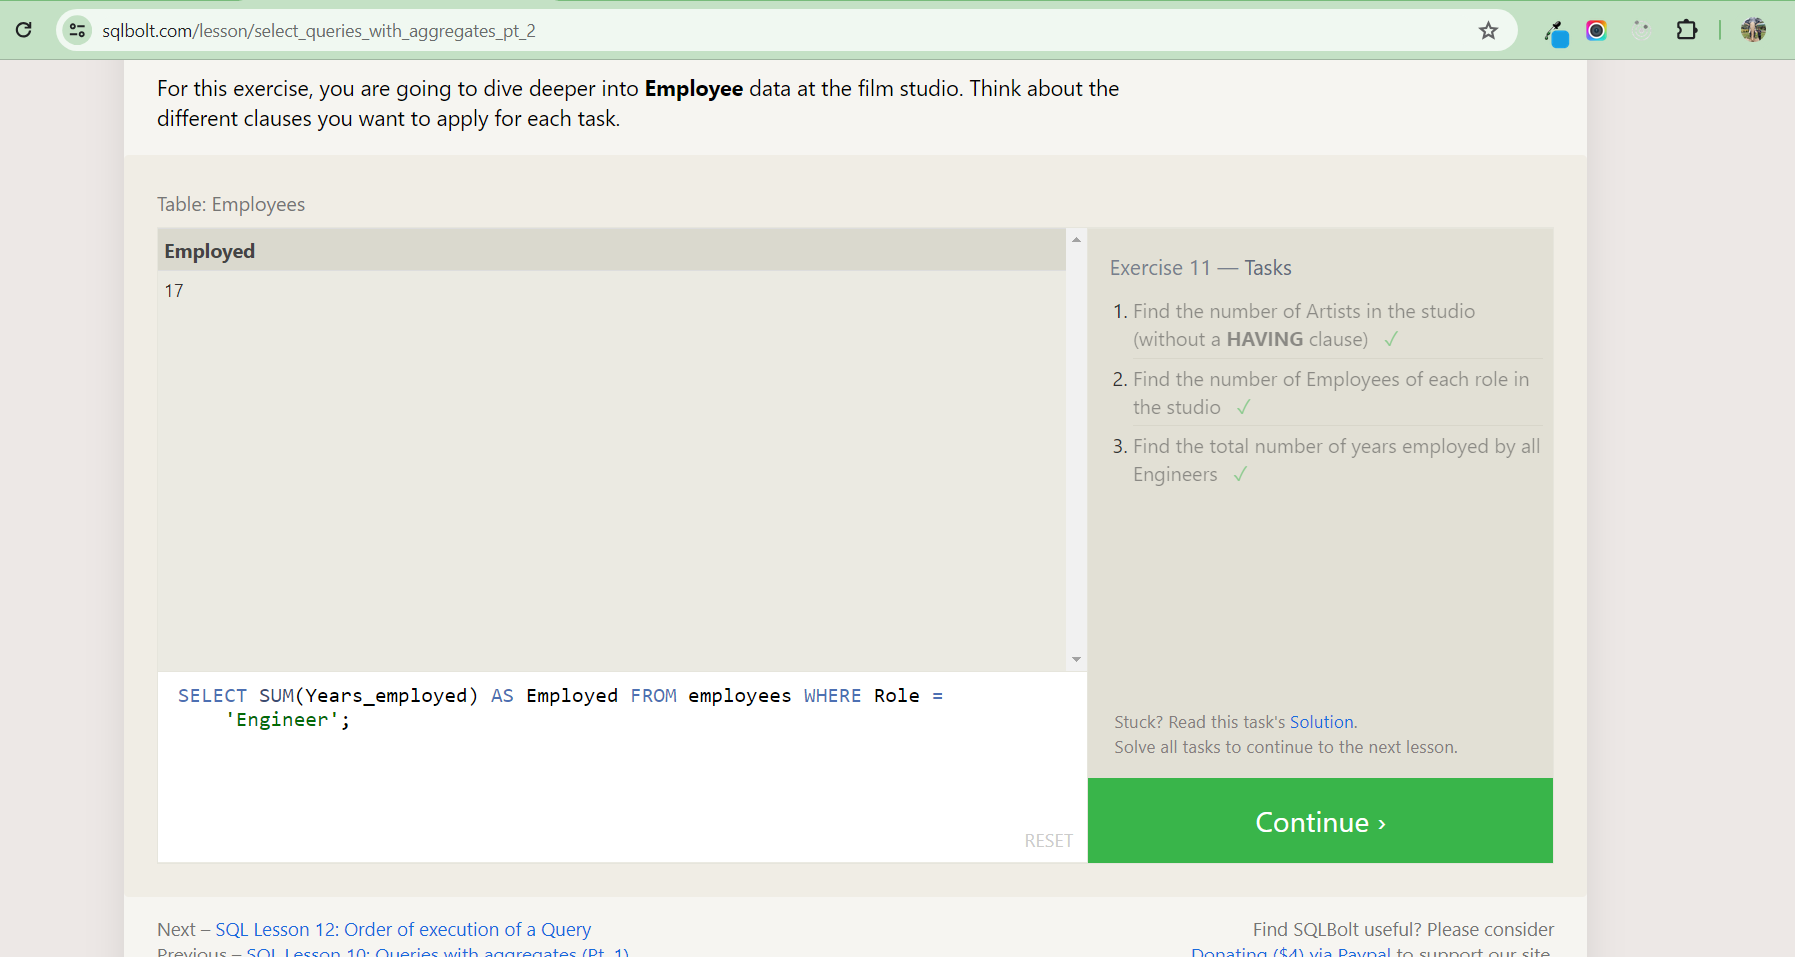 sqlbolt.com/lesson/select_queries_with_aggregates_pt_2
For this exercise, you are going to dive deeper into Employee data at the film studio. Think about the
different clauses you want to apply for each task.
Table: Employees
Employed
17
SELECT SUM(Years_employed) AS Employed FROM employees WHERE Role =
'Engineer';
RESET
Exercise 11 — Tasks
1. Find the number of Artists in the studio
(without a HAVING clause) ✓
2. Find the number of Employees of each role in
the studio ✓
3. Find the total number of years employed by all
Engineers ✓
Stuck? Read this task's Solution.
Solve all tasks to continue to the next lesson.
Continue ›
Next – SQL Lesson 12: Order of execution of a Query
Previous – SQL Lesson 10: Queries with aggregates (Pt. 1)
Find SQLBolt useful? Please consider
Donating ($4) via Paypal to support our site.